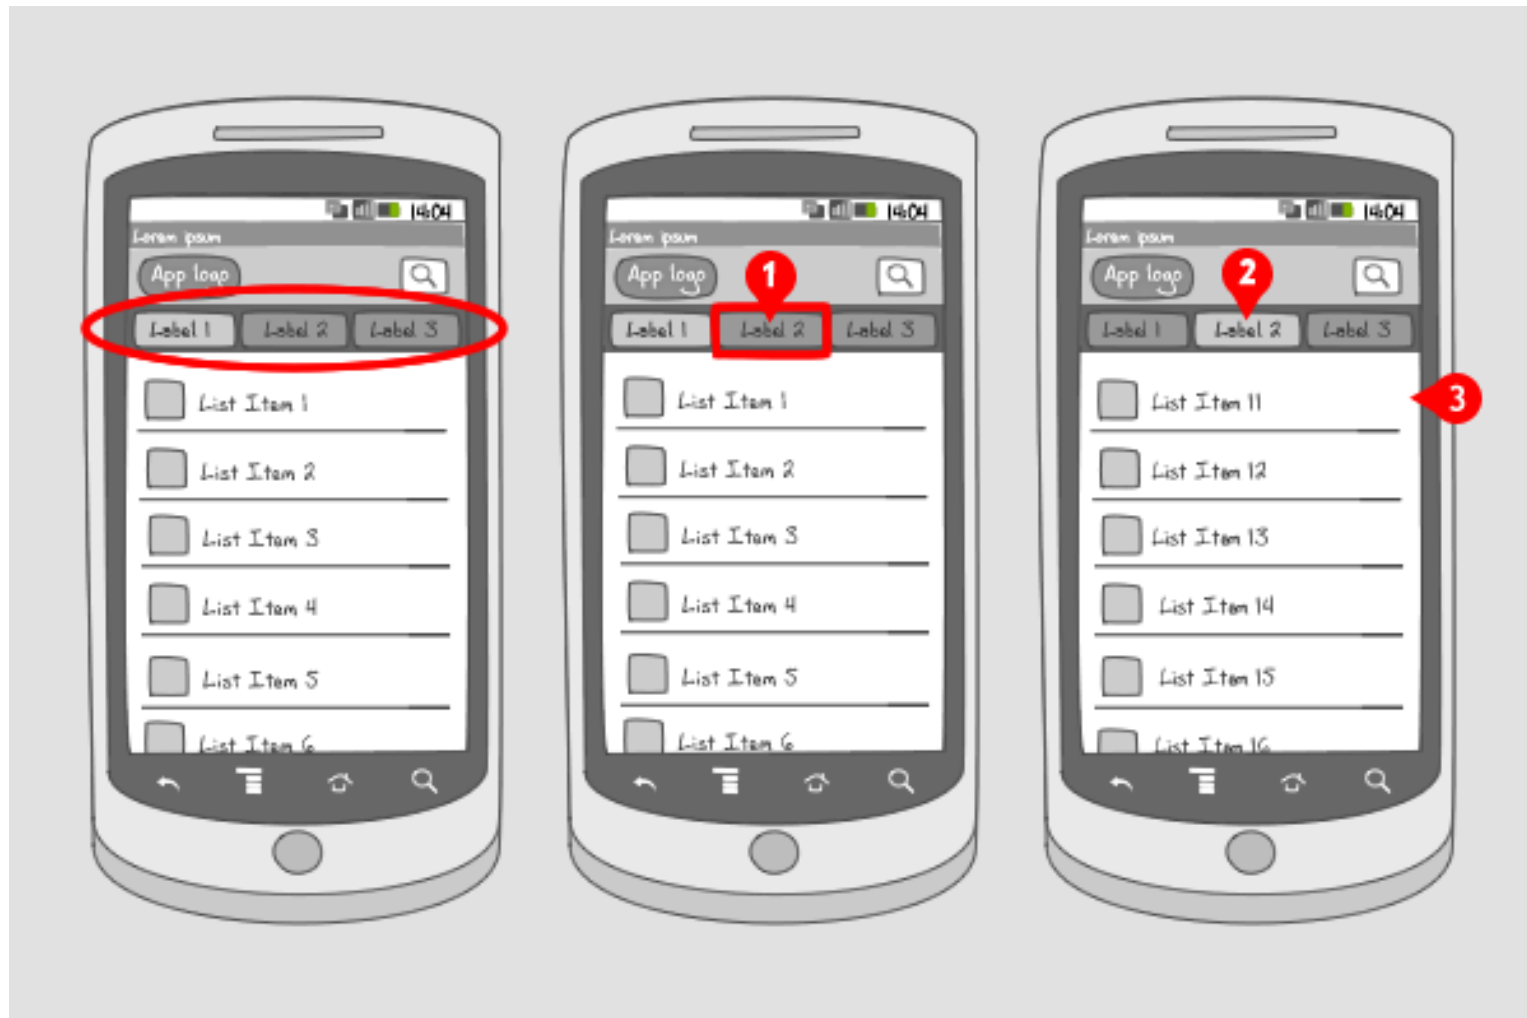 14:04
Lorem ipsum
App logo
Label 1 Label 2 Label 3
List Item 1
List Item 2
List Item 3
List Item 4
List Item 5
List Item 6
14:04
Lorem ipsum
App logo
1
Label 1 Label 2 Label 3
List Item 1
List Item 2
List Item 3
List Item 4
List Item 5
List Item 6
14:04
Lorem ipsum
App logo
2
Label 1 Label 2 Label 3
List Item 11
3
List Item 12
List Item 13
List Item 14
List Item 15
List Item 16